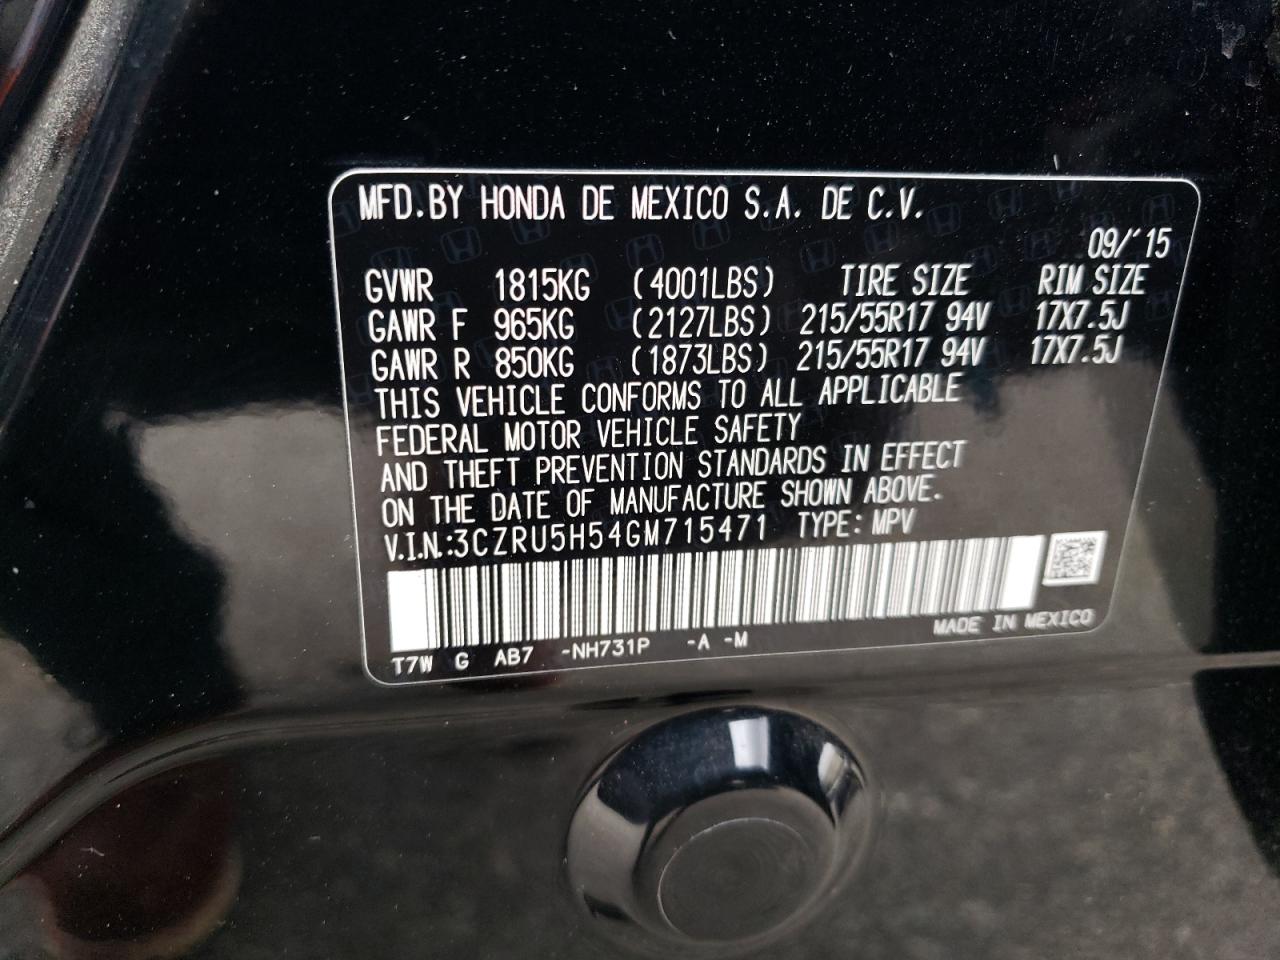 MFD.BY HONDA DE MEXICO S.A. DE C.V.
09/'15
GVWR 1815KG (4001LBS) TIRE SIZE RIM SIZE
GAWR F 965KG (2127LBS) 215/55R17 94V 17X7.5J
GAWR R 850KG (1873LBS) 215/55R17 94V 17X7.5J
THIS VEHICLE CONFORMS TO ALL APPLICABLE
FEDERAL MOTOR VEHICLE SAFETY
AND THEFT PREVENTION STANDARDS IN EFFECT
ON THE DATE OF MANUFACTURE SHOWN ABOVE.
V.I.N.:3CZRU5H54GM715471 TYPE: MPV
MADE IN MEXICO
T7W G AB7 -NH731P -A -M